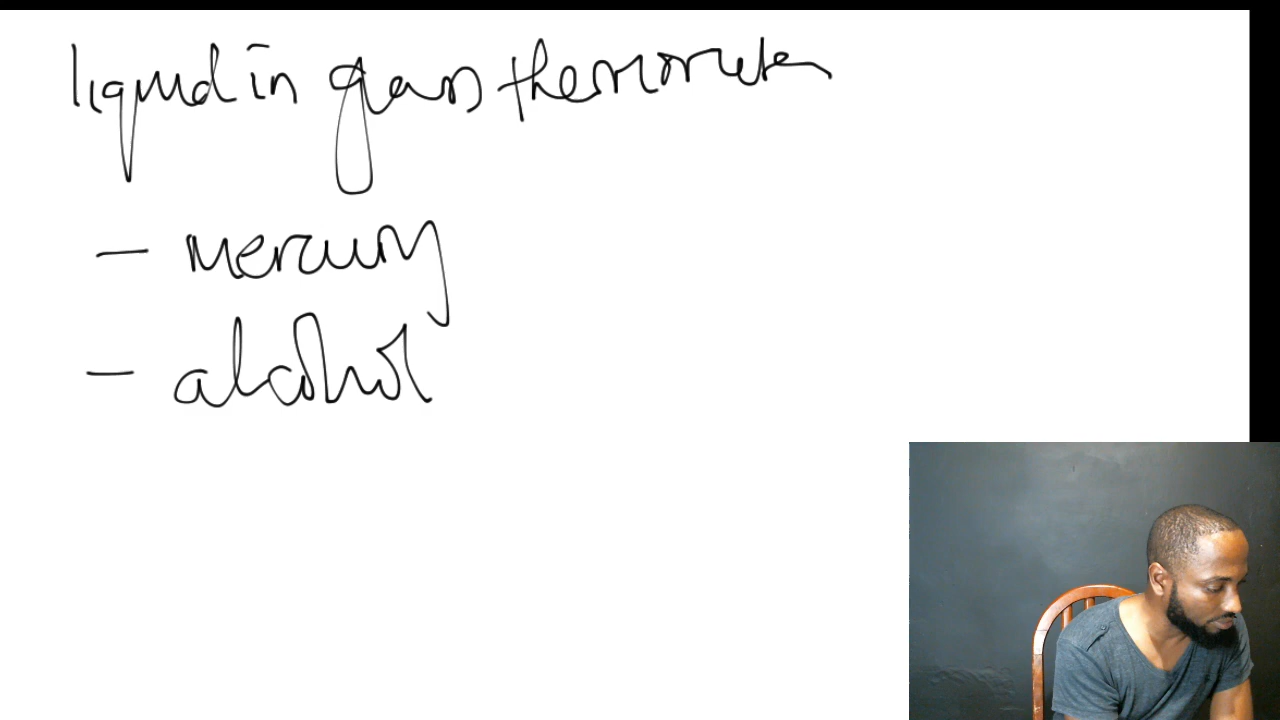 liquid in glass thermometer
- mercury
- alcohol